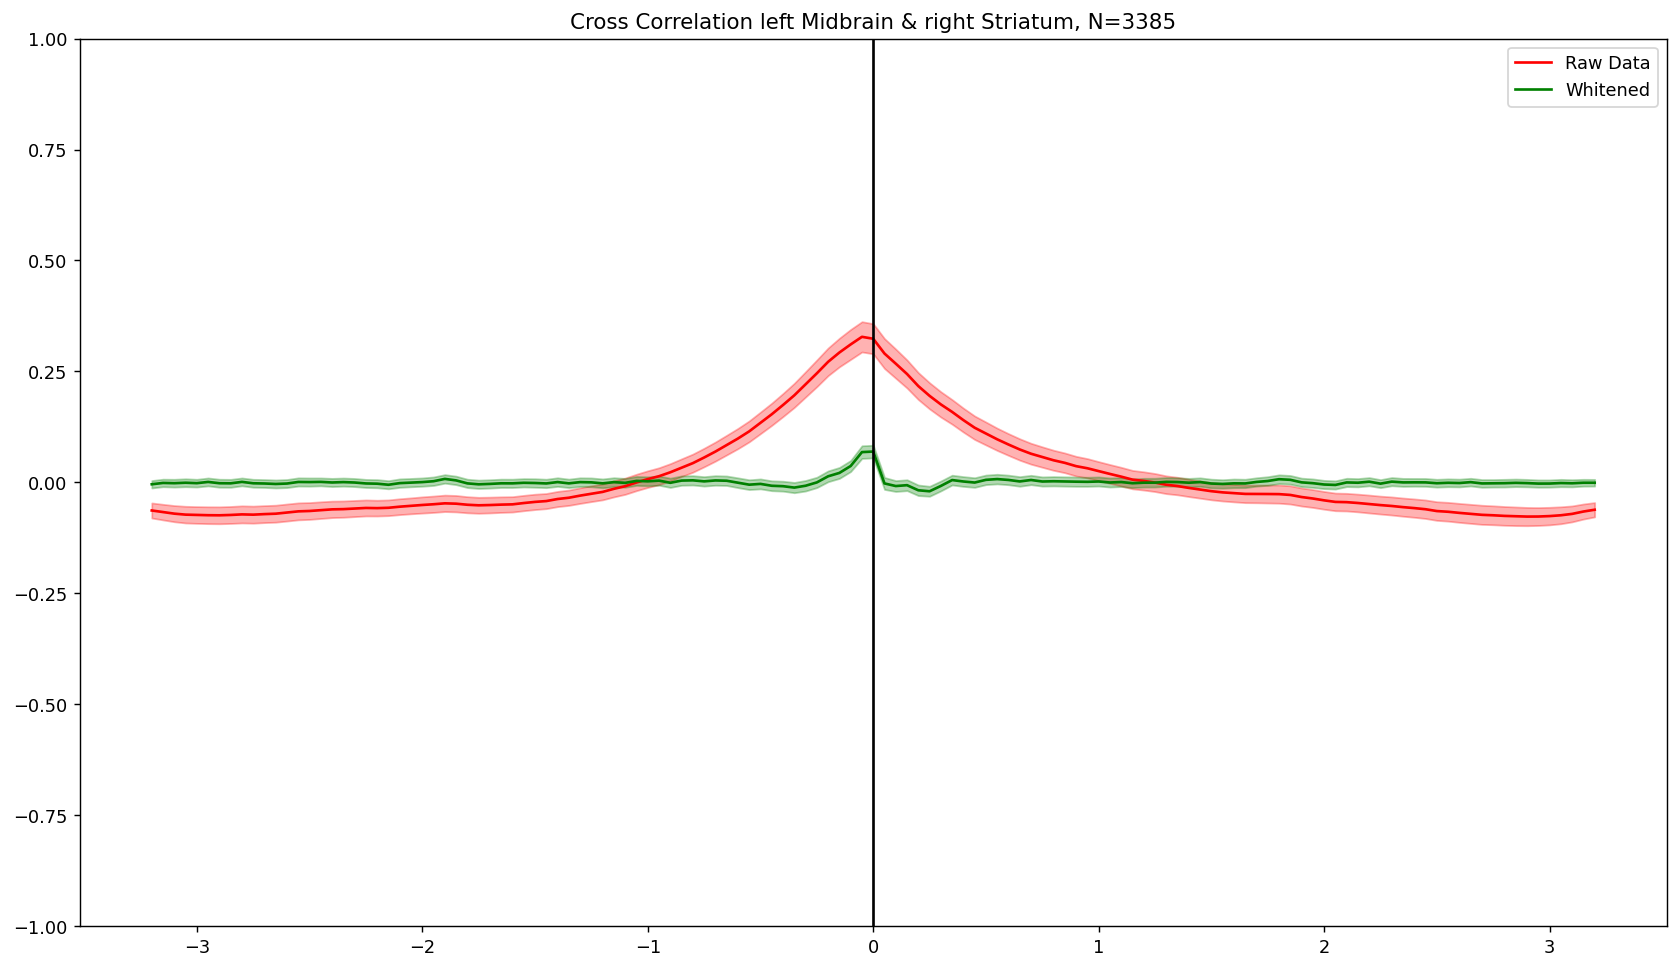 Cross Correlation left Midbrain & right Striatum, N=3385
1.00
0.75
0.50
0.25
0.00
−0.25
−0.50
−0.75
−1.00
Raw Data
Whitened
−3 −2 −1 0 1 2 3